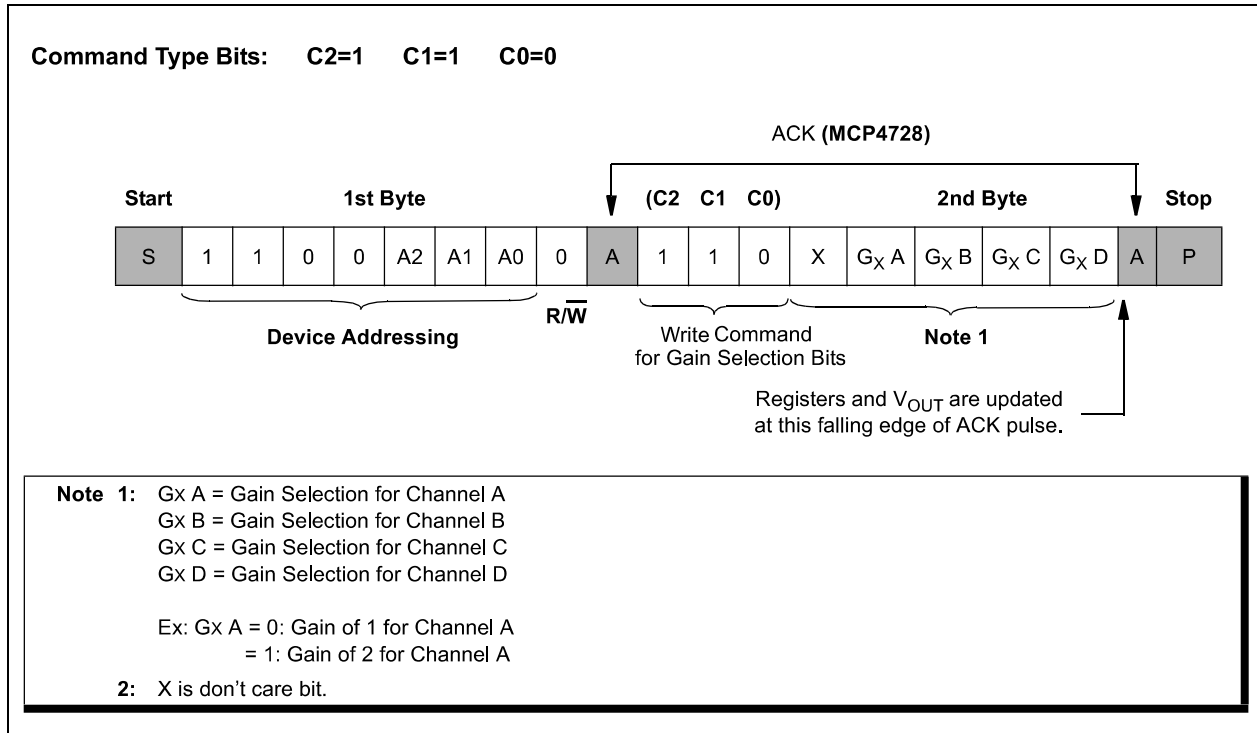 Command Type Bits: C2=1 C1=1 C0=0
ACK (MCP4728)
Start 1st Byte (C2 C1 C0) 2nd Byte Stop
S 1 1 0 0 A2 A1 A0 0 A 1 1 0 X GX A GX B GX C GX D A P
Device Addressing
R/W
Write Command
for Gain Selection Bits
Note 1
Registers and VOUT are updated
at this falling edge of ACK pulse.
Note 1: Gx A = Gain Selection for Channel A
Gx B = Gain Selection for Channel B
Gx C = Gain Selection for Channel C
Gx D = Gain Selection for Channel D
Ex: Gx A = 0: Gain of 1 for Channel A
= 1: Gain of 2 for Channel A
2: X is don't care bit.